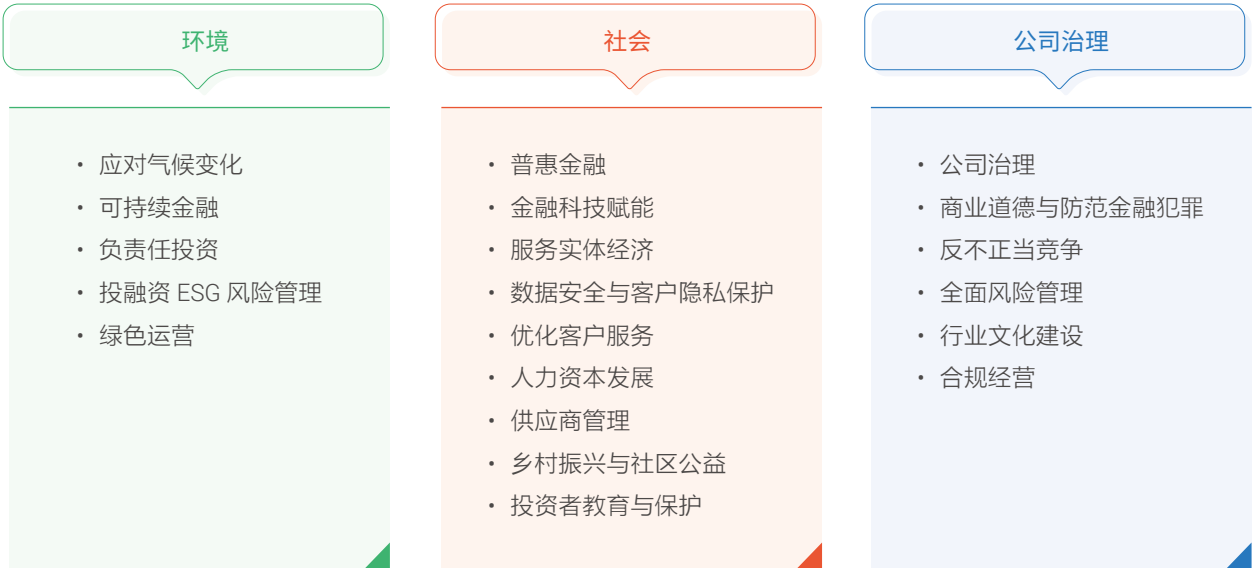 环境
应对气候变化
可持续金融
负责任投资
投融资 ESG 风险管理
绿色运营
社会
普惠金融
金融科技赋能
服务实体经济
数据安全与客户隐私保护
优化客户服务
人力资本发展
供应商管理
乡村振兴与社区公益
投资者教育与保护
公司治理
公司治理
商业道德与防范金融犯罪
反不正当竞争
全面风险管理
行业文化建设
合规经营